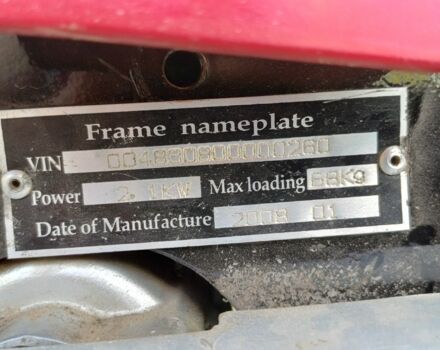 Frame nameplate
VIN 004830800000260
Power 2.1KW Max loading 68Kg
Date of Manufacture 2008 01